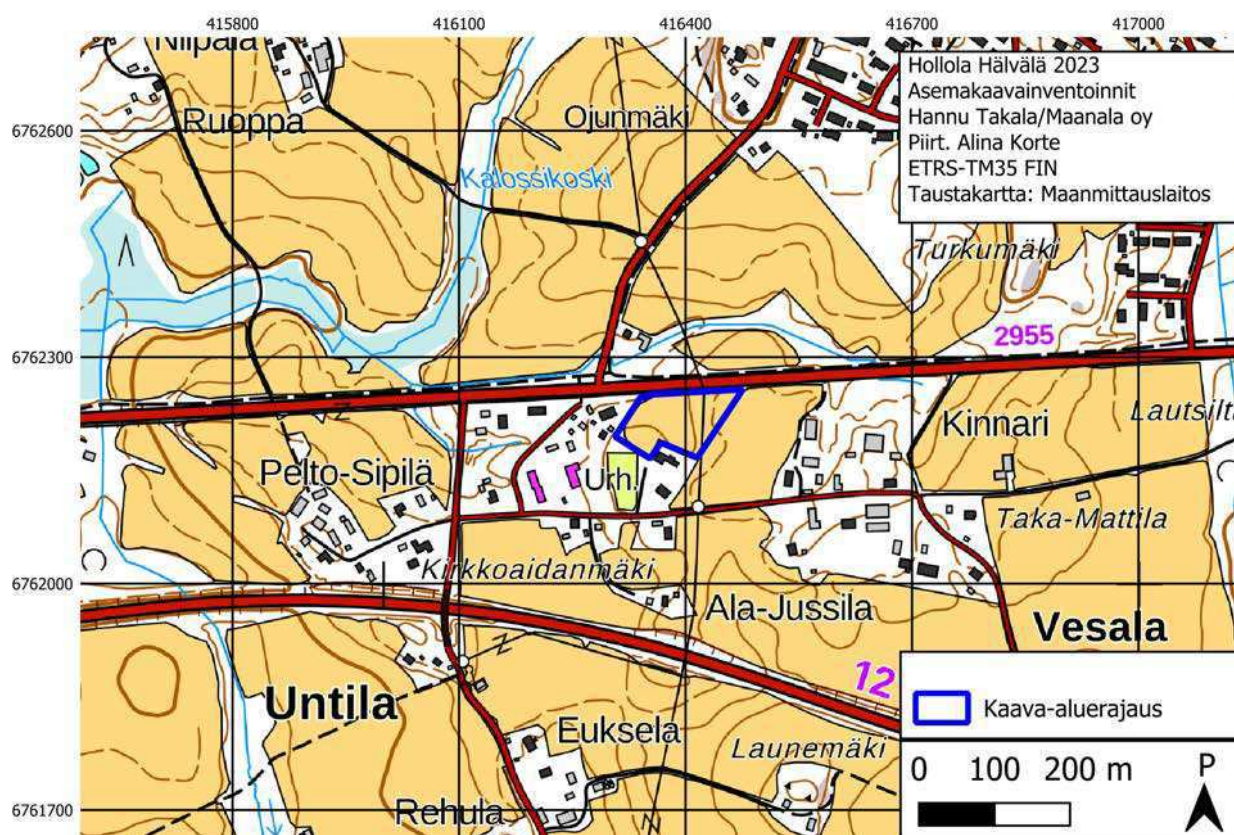 415800 416100 416400 416700 417000
Niipala
Hollola Hälvälä 2023
Asemakaavainventoinnit
Hannu Takala/Maanala oy
Piirt. Alina Korte
ETRS-TM35 FIN
Taustakartta: Maanmittauslaitos
Ruoppa
Ojunmäki
6762600
Kalossikoski
Turkumäki
2955
6762300
Kinnari
Pelto-Sipilä
Urh.
Taka-Mattila
Kirkkoaidanmäki
6762000
Ala-Jussila
Vesala
12
Untila
Kaava-aluerajaus
Euksela
Launemäki
0 100 200 m
P
Rehula
6761700